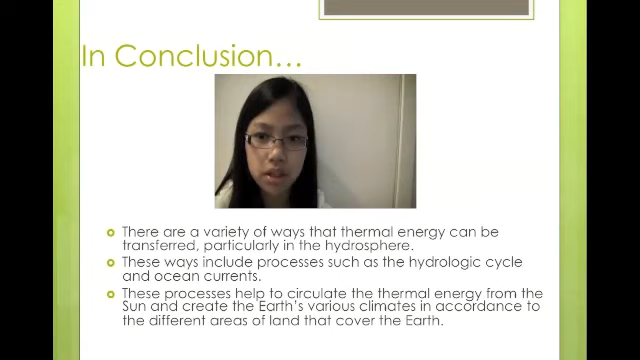 In Conclusion…
There are a variety of ways that thermal energy can be
transferred, particularly in the hydrosphere.
These ways include processes such as the hydrologic cycle
and ocean currents.
These processes help to circulate the thermal energy from the
Sun and create the Earth's various climates in accordance to
the different areas of land that cover the Earth.